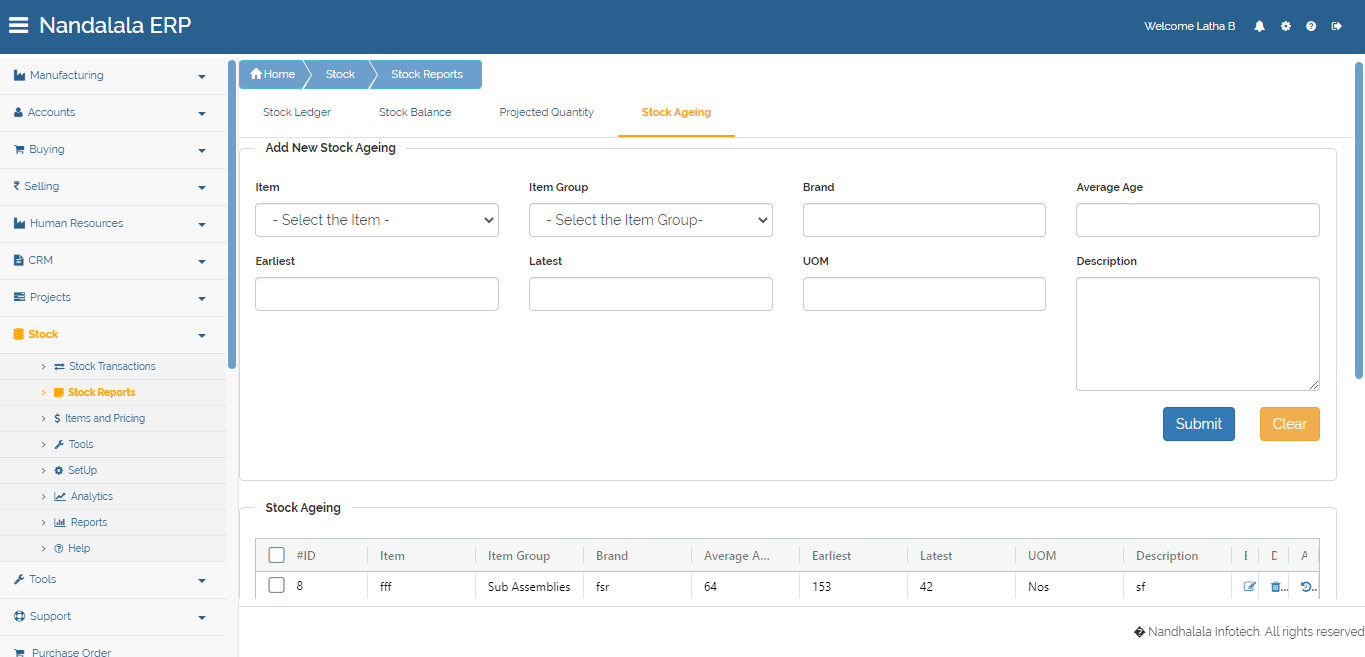 Nandalala ERP
Welcome Latha B
Manufacturing
Accounts
Buying
Selling
Human Resources
CRM
Projects
Stock
Stock Transactions
Stock Reports
Items and Pricing
Tools
SetUp
Analytics
Reports
Help
Tools
Support
Purchase Order
Home Stock Stock Reports
Stock Ledger Stock Balance Projected Quantity Stock Ageing
Add New Stock Ageing
Item Item Group Brand Average Age
- Select the Item - - Select the Item Group-
Earliest Latest UOM Description
Submit Clear
Stock Ageing
#ID Item Item Group Brand Average A... Earliest Latest UOM Description E D A
8 fff Sub Assemblies fsr 64 153 42 Nos sf
� Nandhalala Infotech. All rights reserved